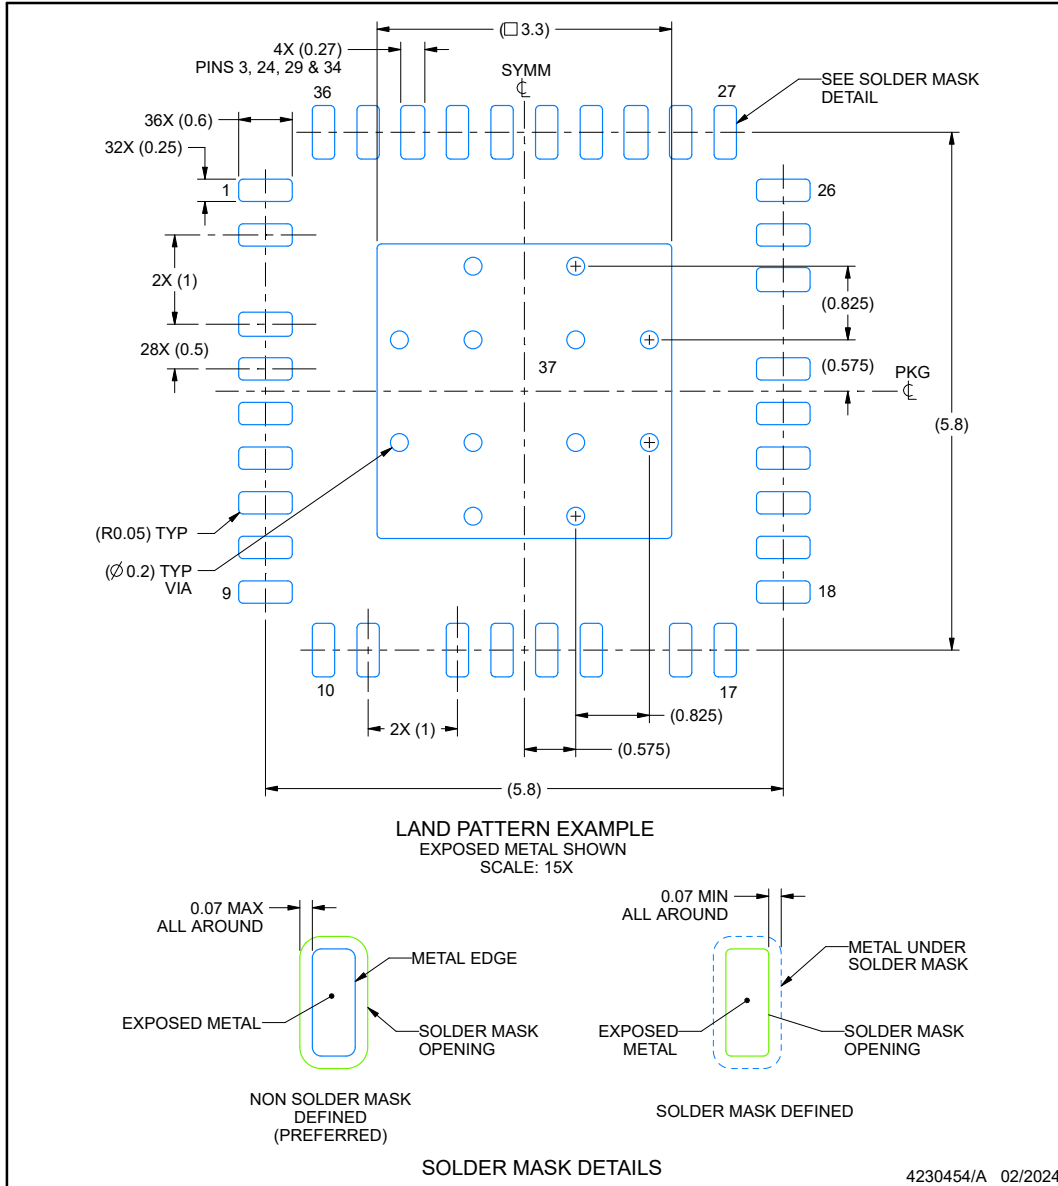 (□ 3.3)
4X (0.27)
PINS 3, 24, 29 & 34
SYMM
℄
SEE SOLDER MASK
DETAIL
36
27
36X (0.6)
32X (0.25)
1
26
2X (1)
(0.825)
28X (0.5)
37
(0.575)
PKG
℄
(5.8)
(R0.05) TYP
(∅ 0.2) TYP
VIA
9
18
10
17
2X (1)
(0.825)
(0.575)
(5.8)
LAND PATTERN EXAMPLE
EXPOSED METAL SHOWN
SCALE: 15X
0.07 MAX
ALL AROUND
METAL EDGE
EXPOSED METAL
SOLDER MASK
OPENING
NON SOLDER MASK
DEFINED
(PREFERRED)
0.07 MIN
ALL AROUND
METAL UNDER
SOLDER MASK
EXPOSED
METAL
SOLDER MASK
OPENING
SOLDER MASK DEFINED
SOLDER MASK DETAILS
4230454/A 02/2024